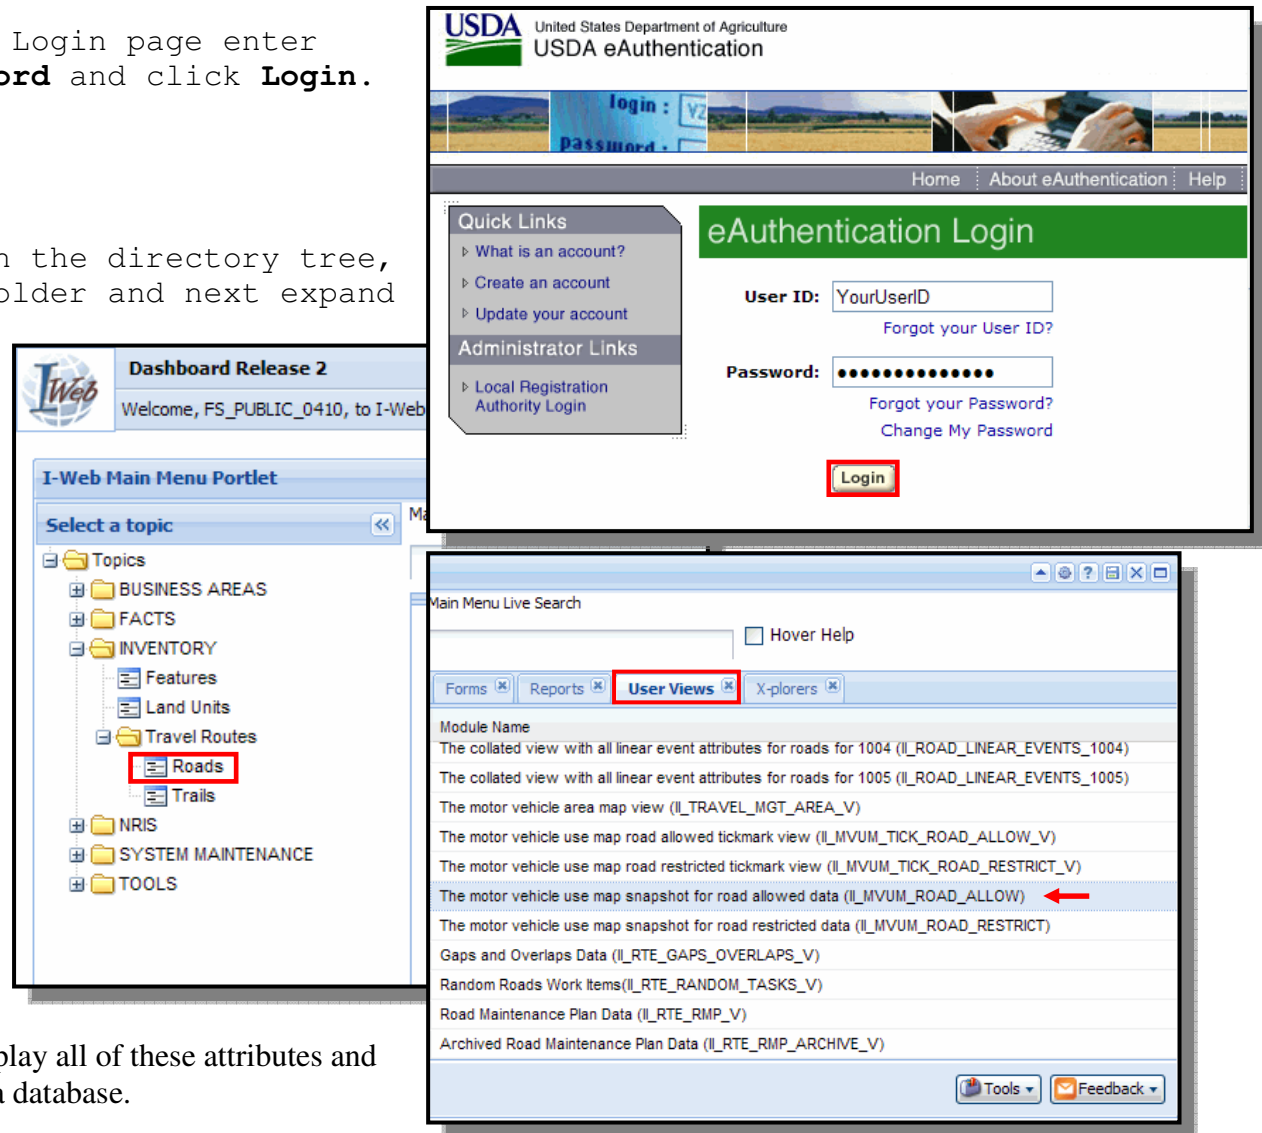 Login page enter
ord and click Login.
n the directory tree,
older and next expand
USDA
United States Department of Agriculture
USDA eAuthentication
login :
password :
Home
About eAuthentication
Help
Quick Links
What is an account?
Create an account
Update your account
Administrator Links
Local Registration
Authority Login
eAuthentication Login
User ID: YourUserID
Forgot your User ID?
Password: ••••••••••••••
Forgot your Password?
Change My Password
Login
IWeb
Dashboard Release 2
Welcome, FS_PUBLIC_0410, to I-Web
I-Web Main Menu Portlet
Select a topic
Topics
BUSINESS AREAS
FACTS
INVENTORY
Features
Land Units
Travel Routes
Roads
Trails
NRIS
SYSTEM MAINTENANCE
TOOLS
Main Menu Live Search
Hover Help
Forms
Reports
User Views
X-plorers
Module Name
The collated view with all linear event attributes for roads for 1004 (II_ROAD_LINEAR_EVENTS_1004)
The collated view with all linear event attributes for roads for 1005 (II_ROAD_LINEAR_EVENTS_1005)
The motor vehicle area map view (II_TRAVEL_MGT_AREA_V)
The motor vehicle use map road allowed tickmark view (II_MVUM_TICK_ROAD_ALLOW_V)
The motor vehicle use map road restricted tickmark view (II_MVUM_TICK_ROAD_RESTRICT_V)
The motor vehicle use map snapshot for road allowed data (II_MVUM_ROAD_ALLOW)
The motor vehicle use map snapshot for road restricted data (II_MVUM_ROAD_RESTRICT)
Gaps and Overlaps Data (II_RTE_GAPS_OVERLAPS_V)
Random Roads Work Items(II_RTE_RANDOM_TASKS_V)
Road Maintenance Plan Data (II_RTE_RMP_V)
Archived Road Maintenance Plan Data (II_RTE_RMP_ARCHIVE_V)
Tools
Feedback
play all of these attributes and
a database.